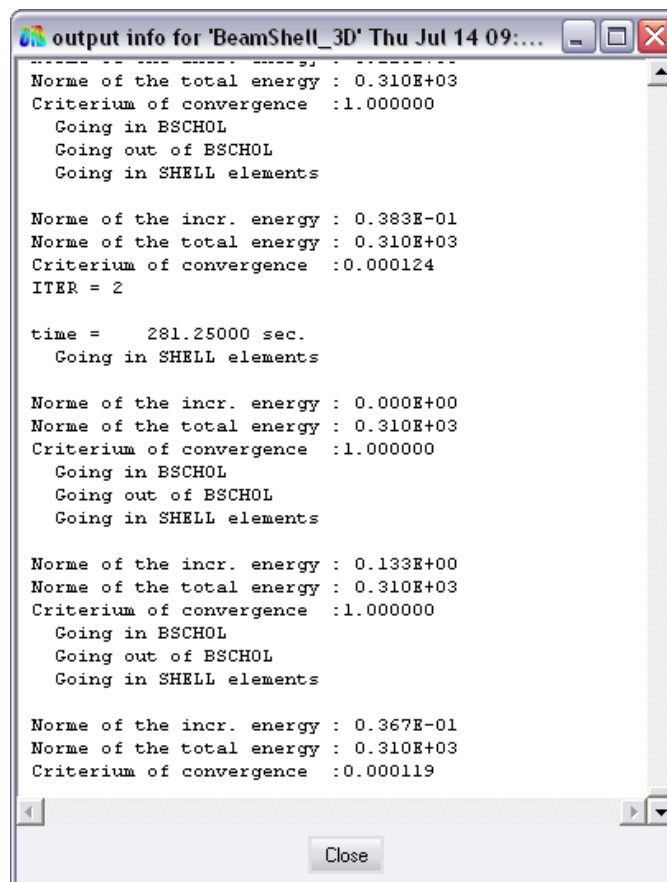 output info for 'BeamShell_3D' Thu Jul 14 09:...
Norme of the total energy : 0.310E+03
Criterium of convergence :1.000000
Going in BSCHOL
Going out of BSCHOL
Going in SHELL elements
Norme of the incr. energy : 0.383E-01
Norme of the total energy : 0.310E+03
Criterium of convergence :0.000124
ITER = 2
time = 281.25000 sec.
Going in SHELL elements
Norme of the incr. energy : 0.000E+00
Norme of the total energy : 0.310E+03
Criterium of convergence :1.000000
Going in BSCHOL
Going out of BSCHOL
Going in SHELL elements
Norme of the incr. energy : 0.133E+00
Norme of the total energy : 0.310E+03
Criterium of convergence :1.000000
Going in BSCHOL
Going out of BSCHOL
Going in SHELL elements
Norme of the incr. energy : 0.367E-01
Norme of the total energy : 0.310E+03
Criterium of convergence :0.000119
Close